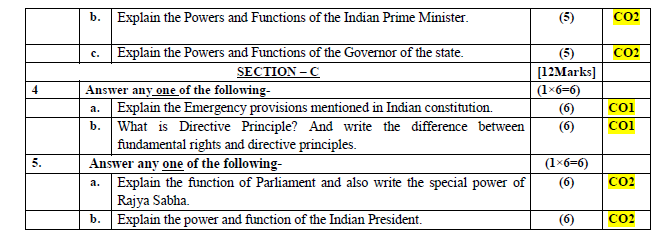 b. Explain the Powers and Functions of the Indian Prime Minister. (5) CO2
c. Explain the Powers and Functions of the Governor of the state. (5) CO2
SECTION – C [12Marks]
4 Answer any one of the following- (1×6=6)
a. Explain the Emergency provisions mentioned in Indian constitution. (6) CO1
b. What is Directive Principle? And write the difference between (6) CO1
fundamental rights and directive principles.
5. Answer any one of the following- (1×6=6)
a. Explain the function of Parliament and also write the special power of (6) CO2
Rajya Sabha.
b. Explain the power and function of the Indian President. (6) CO2